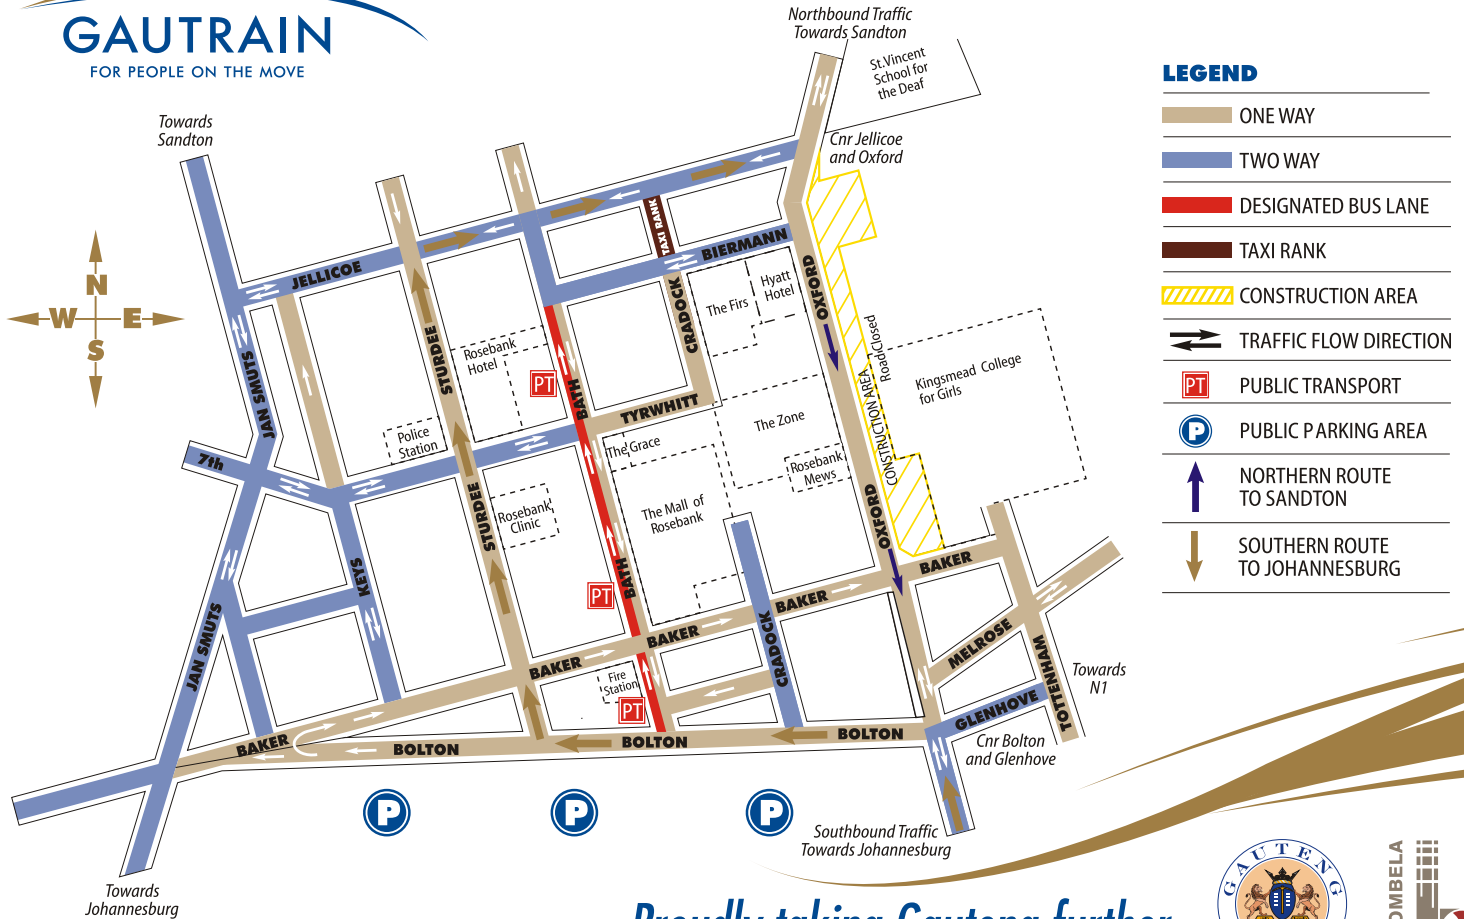 GAUTRAIN
FOR PEOPLE ON THE MOVE
Northbound Traffic
Towards Sandton
St.Vincent
School for
the Deaf
Towards
Sandton
Cnr Jellicoe
and Oxford
LEGEND
ONE WAY
TWO WAY
DESIGNATED BUS LANE
TAXI RANK
CONSTRUCTION AREA
TRAFFIC FLOW DIRECTION
PT
PUBLIC TRANSPORT
P
PUBLIC PARKING AREA
NORTHERN ROUTE
TO SANDTON
SOUTHERN ROUTE
TO JOHANNESBURG
N
W
E
S
JELLICOE
TAXI RANK
BIERMANN
OXFORD
CRADOCK
The Firs
Hyatt
Hotel
JAN SMUTS
STURDEE
Rosebank
Hotel
PT
BATH
TYRWHITT
CONSTRUCTION AREA
Road Closed
Kingsmead College
for Girls
Police
Station
The Grace
The Zone
Rosebank
Mews
7th
Rosebank
Clinic
STURDEE
The Mall of
Rosebank
OXFORD
KEYS
PT
BATH
BAKER
BAKER
BAKER
BAKER
CRADOCK
JAN SMUTS
Fire
Station
PT
MELROSE
TOTTENHAM
Towards
N1
GLENHOVE
BAKER
BOLTON
BOLTON
BOLTON
Cnr Bolton
and Glenhove
P
P
P
Southbound Traffic
Towards Johannesburg
Towards
Johannesburg
GAUTENG
OMBELA
Proudly taking Gauteng further